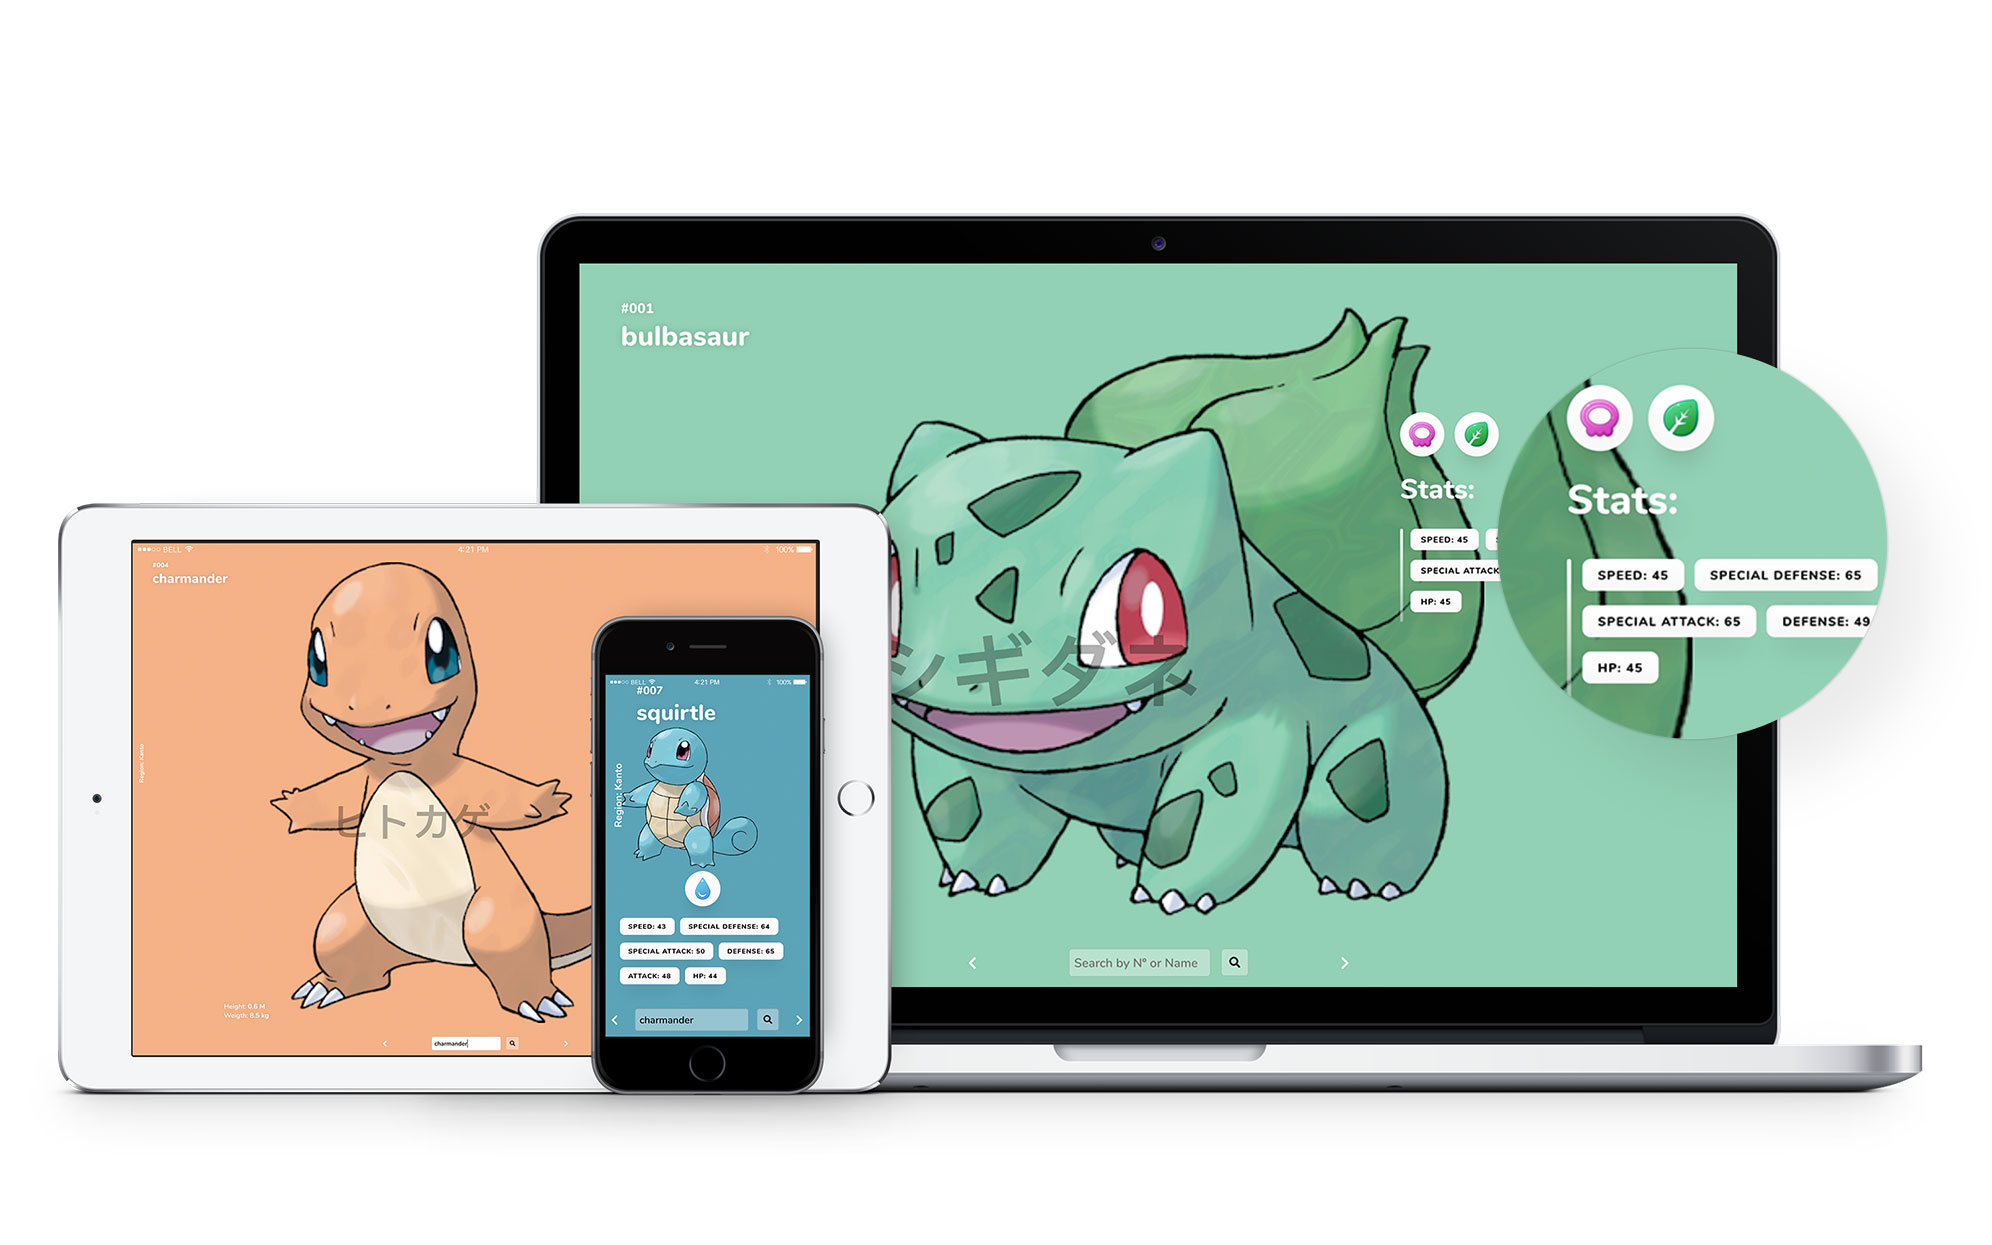 #001
bulbasaur
Stats:
SPEED: 45
SPECIAL ATTACK
HP: 45
シギダネ
Search by Nº or Name
Stats:
SPEED: 45 SPECIAL DEFENSE: 65
SPECIAL ATTACK: 65 DEFENSE: 49
HP: 45
BELL 4:21 PM 100%
#004
charmander
Region: Kanto
ヒトカゲ
Height: 0.6 M
Weigth: 8.5 kg
charmander
BELL 4:21 PM 100%
#007
squirtle
Region: Kanto
SPEED: 43 SPECIAL DEFENSE: 64
SPECIAL ATTACK: 50 DEFENSE: 65
ATTACK: 48 HP: 44
charmander